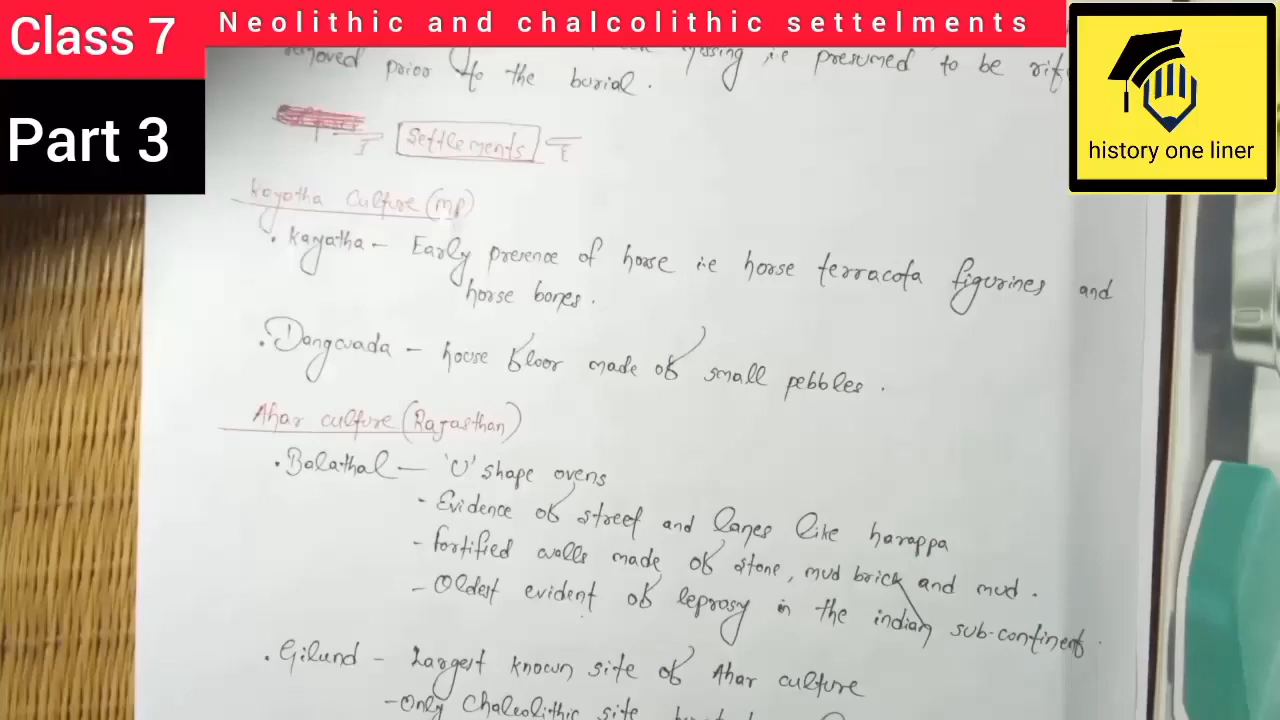 Class 7
Neolithic and chalcolithic settelments
Part 3
history one liner
removed prior to the burial.
missing i.e presumed to be
Settlements
Kayatha Culture (MP)
• Kayatha – Early presence of horse i.e horse terracota figurines and
horse bones.
• Dangwada – house floor made of small pebbles.
Ahar culture (Rajasthan)
• Balathal – 'U' shape ovens
- Evidence of street and lanes like harappa
- fortified walls made of stone, mud brick and mud.
- Oldest evident of leprosy in the indian sub-continent.
• Gilund – Largest known site of Ahar culture
- Only Chalcolithic site